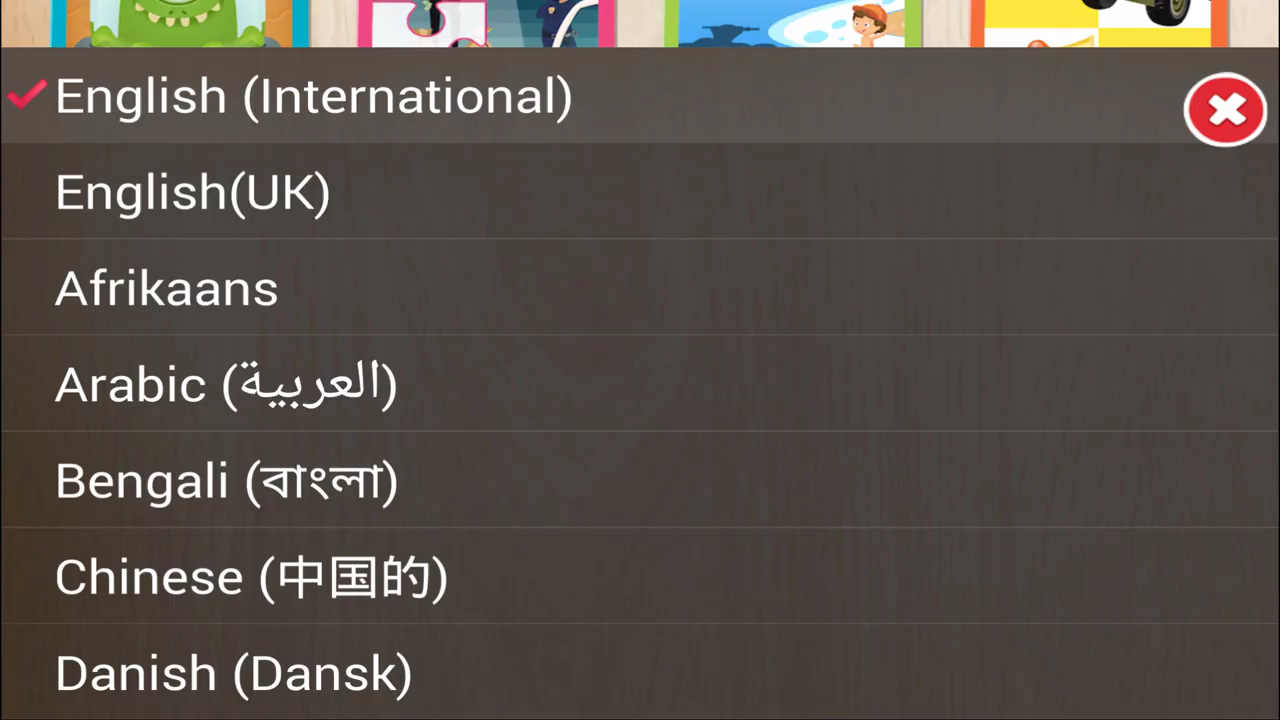 English (International)
English(UK)
Afrikaans
Arabic (العربية)
Bengali (বাংলা)
Chinese (中国的)
Danish (Dansk)